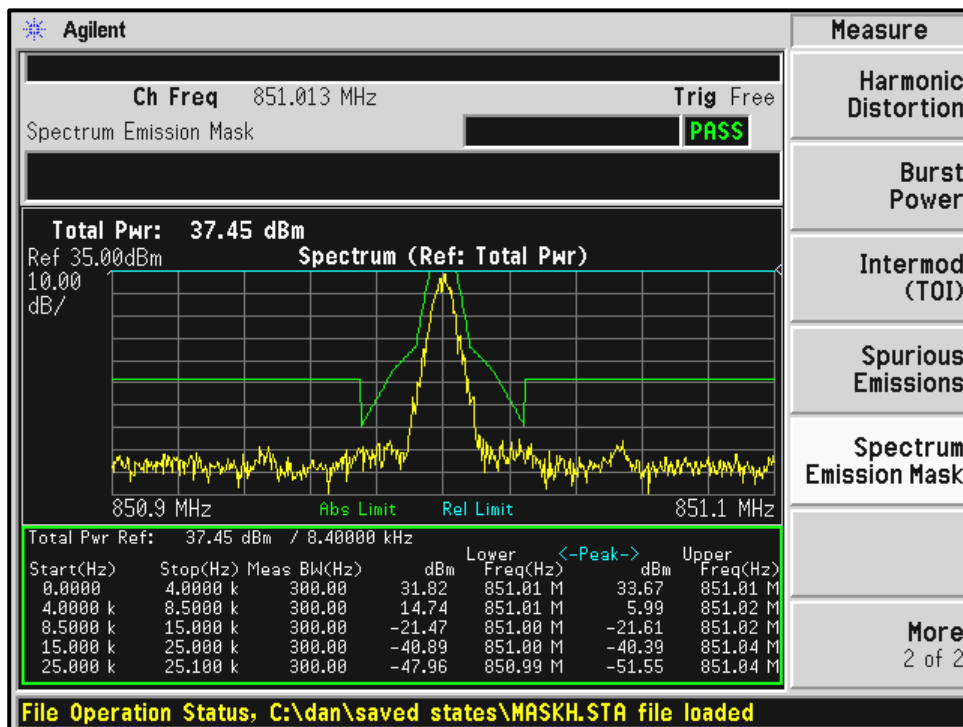 Agilent
Measure
Ch Freq 851.013 MHz Trig Free
Spectrum Emission Mask PASS
Harmonic
Distortion
Burst
Power
Total Pwr: 37.45 dBm
Ref 35.00dBm Spectrum (Ref: Total Pwr)
10.00
dB/
Intermod
(TOI)
Spurious
Emissions
Spectrum
Emission Mask
850.9 MHz Abs Limit Rel Limit 851.1 MHz
Total Pwr Ref: 37.45 dBm / 8.40000 kHz
Lower <-Peak-> Upper
Start(Hz) Stop(Hz) Meas BW(Hz) dBm Freq(Hz) dBm Freq(Hz)
0.0000 4.0000 k 300.00 31.82 851.01 M 33.67 851.01 M
4.0000 k 8.5000 k 300.00 14.74 851.01 M 5.99 851.02 M
8.5000 k 15.000 k 300.00 -21.47 851.00 M -21.61 851.02 M
15.000 k 25.000 k 300.00 -40.89 851.00 M -40.39 851.04 M
25.000 k 25.100 k 300.00 -47.96 850.99 M -51.55 851.04 M
More
2 of 2
File Operation Status, C:\dan\saved states\MASKH.STA file loaded